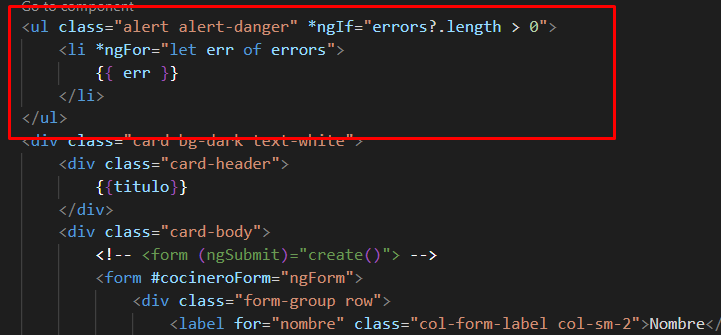 Go to component
<ul class="alert alert-danger" *ngIf="errors?.length > 0">
<li *ngFor="let err of errors">
{{ err }}
</li>
</ul>
<div class="card bg-dark text-white">
<div class="card-header">
{{titulo}}
</div>
<div class="card-body">
<!-- <form (ngSubmit)="create()"> -->
<form #cocineroForm="ngForm">
<div class="form-group row">
<label for="nombre" class="col-form-label col-sm-2">Nombre</